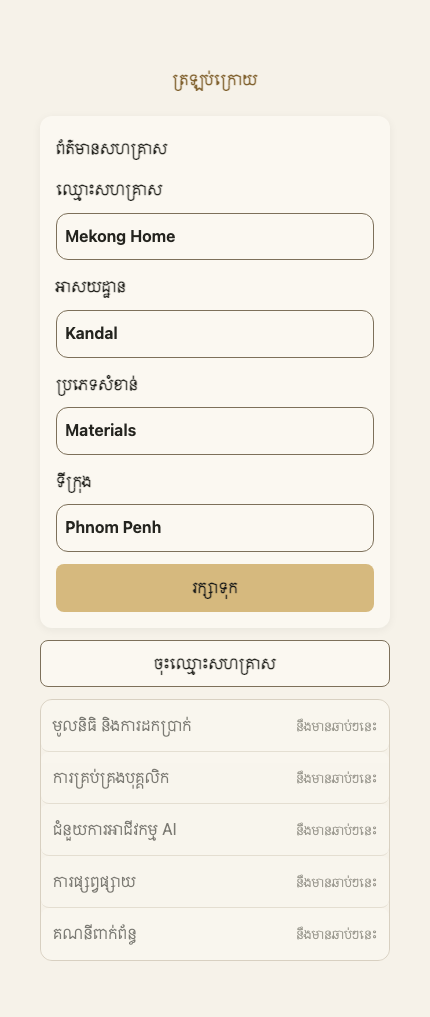 ត្រឡប់ក្រោយ
ព័ត៌មានសហគ្រាស
ឈ្មោះសហគ្រាស
Mekong Home
អាសយដ្ឋាន
Kandal
ប្រភេទសំខាន់
Materials
ទីក្រុង
Phnom Penh
រក្សាទុក
ចុះឈ្មោះសហគ្រាស
មូលនិធិ និងការដកប្រាក់ នឹងមានឆាប់ៗនេះ
ការគ្រប់គ្រងបុគ្គលិក នឹងមានឆាប់ៗនេះ
ជំនួយការអាជីវកម្ម AI នឹងមានឆាប់ៗនេះ
ការផ្សព្វផ្សាយ នឹងមានឆាប់ៗនេះ
គណនីពាក់ព័ន្ធ នឹងមានឆាប់ៗនេះ